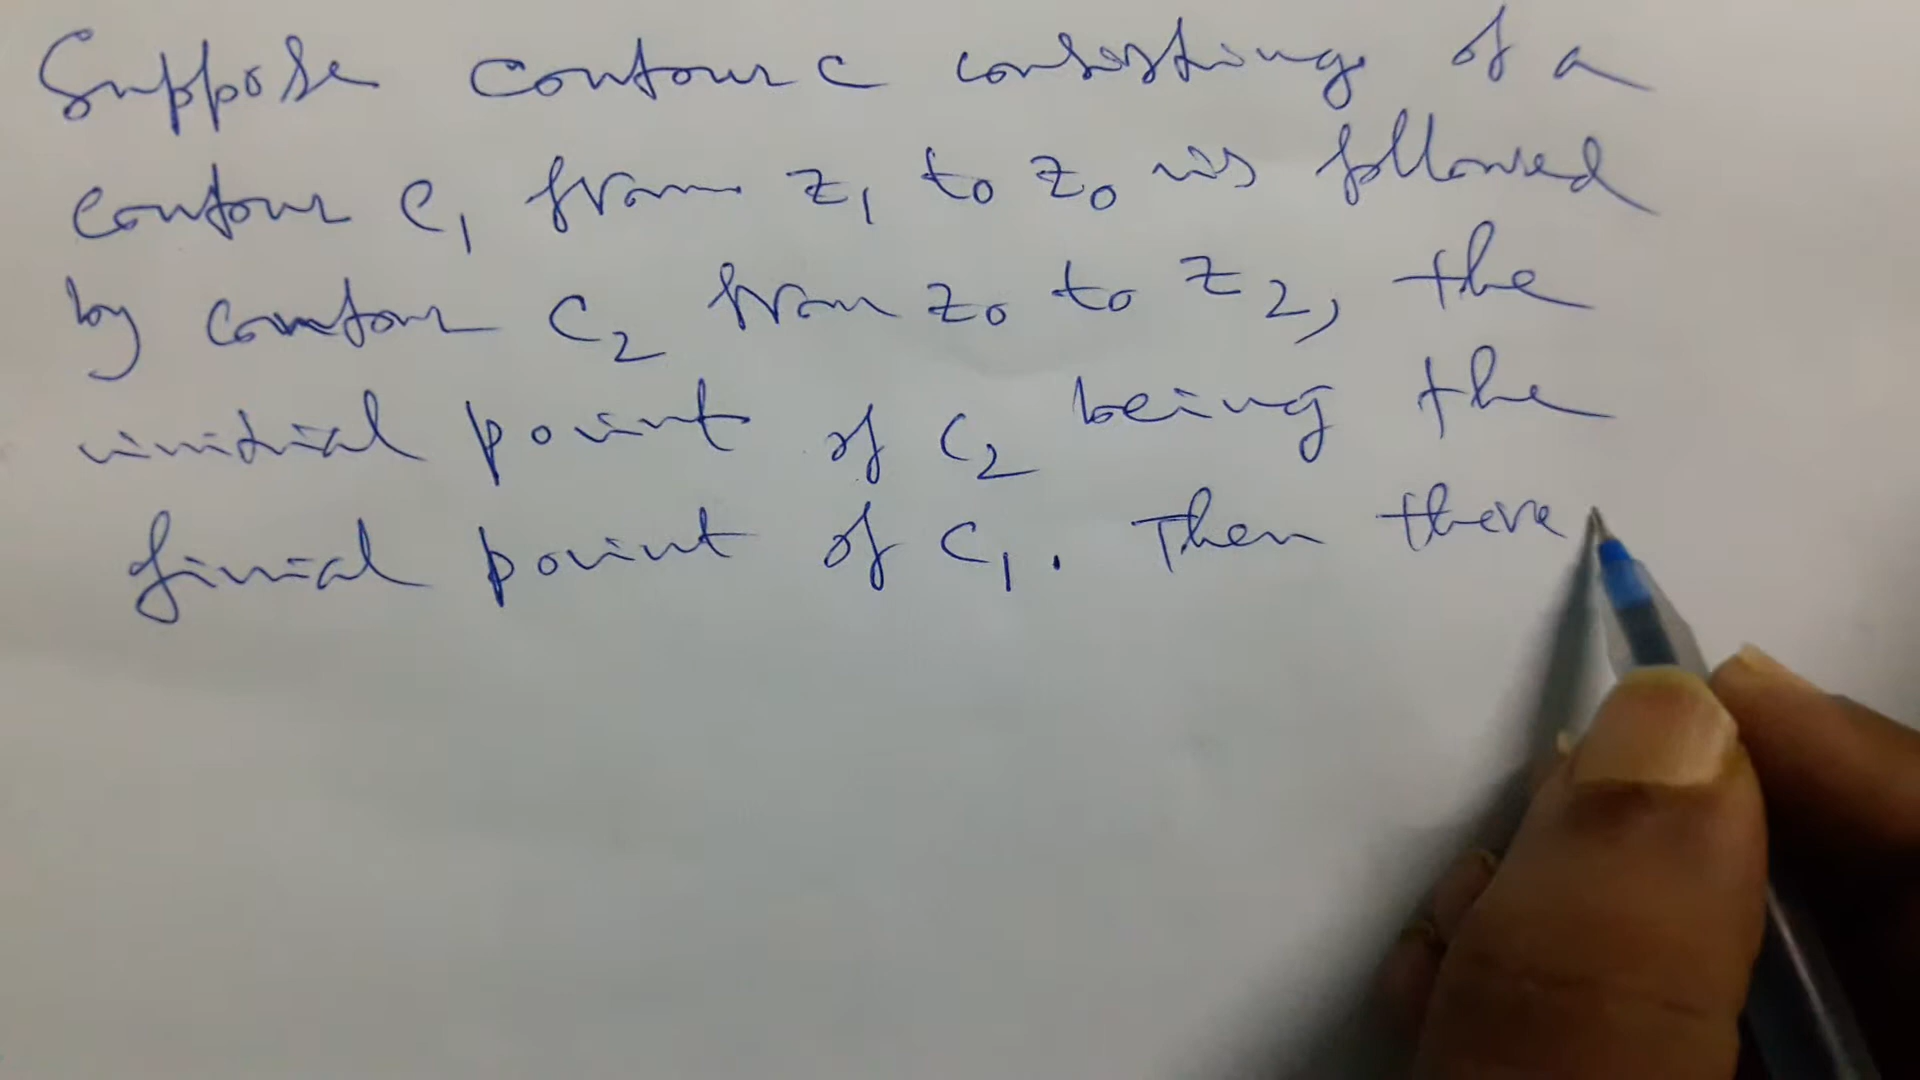 Suppose contour C consisting of a
contour C₁ from z₁ to z₀ is followed
by contour C₂ from z₀ to z₂, the
initial point of C₂ being the
final point of C₁. Then there